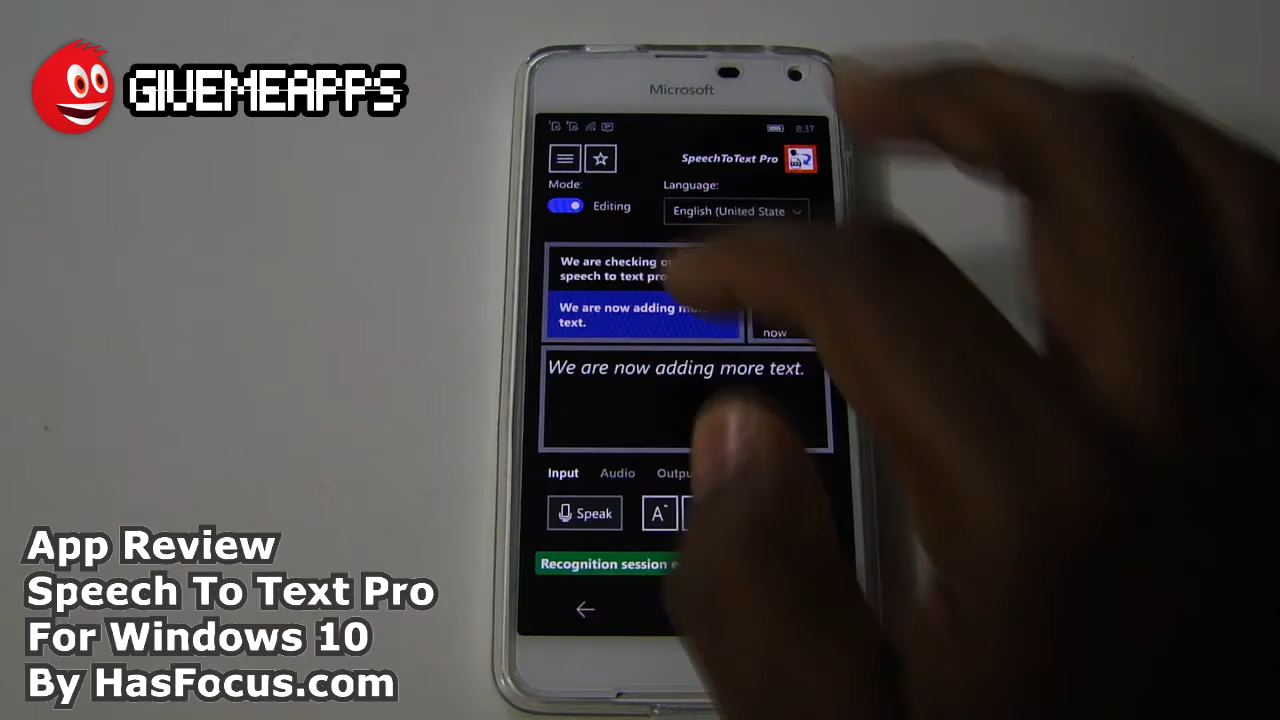 GIVEMEAPPS
Microsoft
8:37
SpeechToText Pro
Mode:
Language:
Editing
English (United State
We are checking
speech to text pro
We are now adding
text.
now
We are now adding more text.
Input Audio
Speak
A
Recognition session
App Review
Speech To Text Pro
For Windows 10
By HasFocus.com